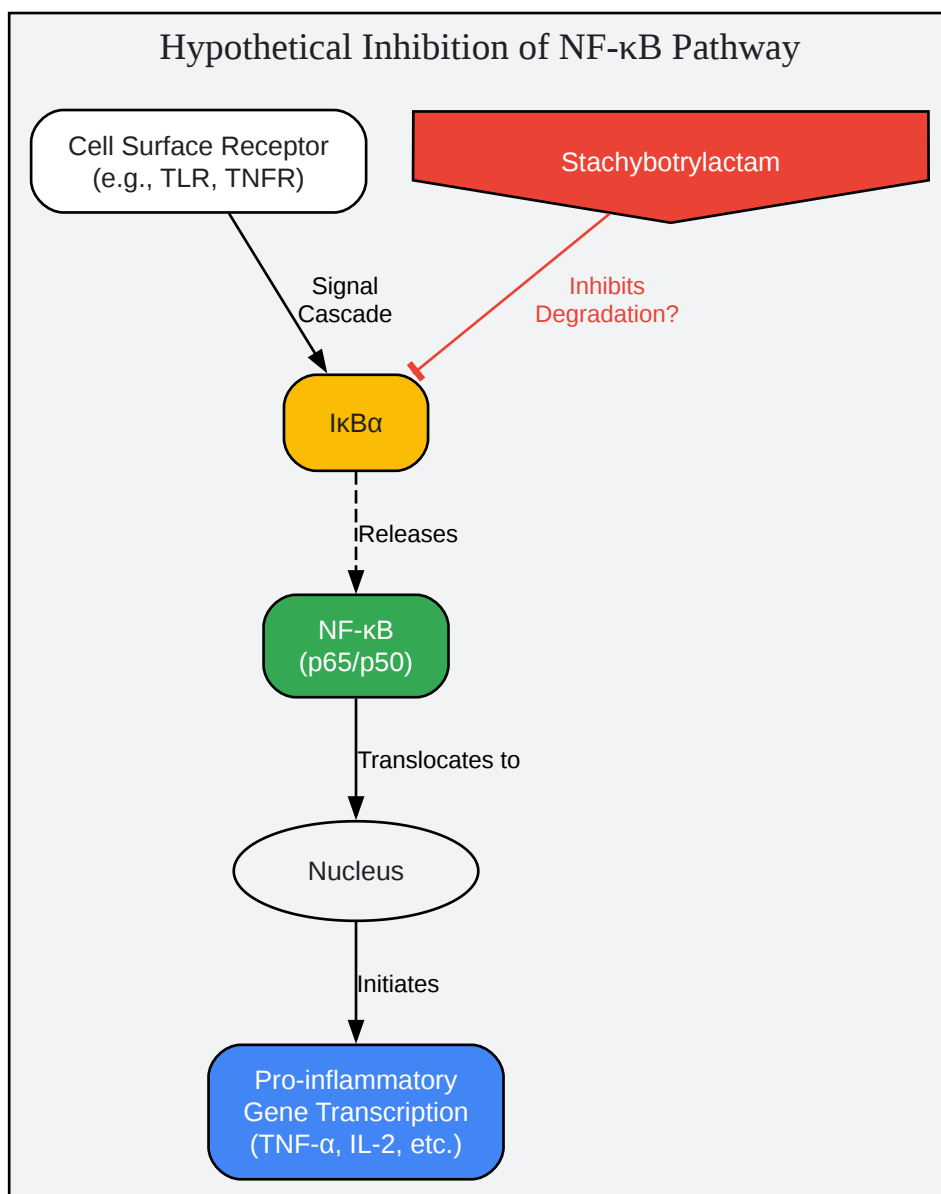 Hypothetical Inhibition of NF-κB Pathway
Cell Surface Receptor
(e.g., TLR, TNFR)
Stachybotrylactam
Signal
Cascade
Inhibits
Degradation?
IκBα
Releases
NF-κB
(p65/p50)
Translocates to
Nucleus
Initiates
Pro-inflammatory
Gene Transcription
(TNF-α, IL-2, etc.)